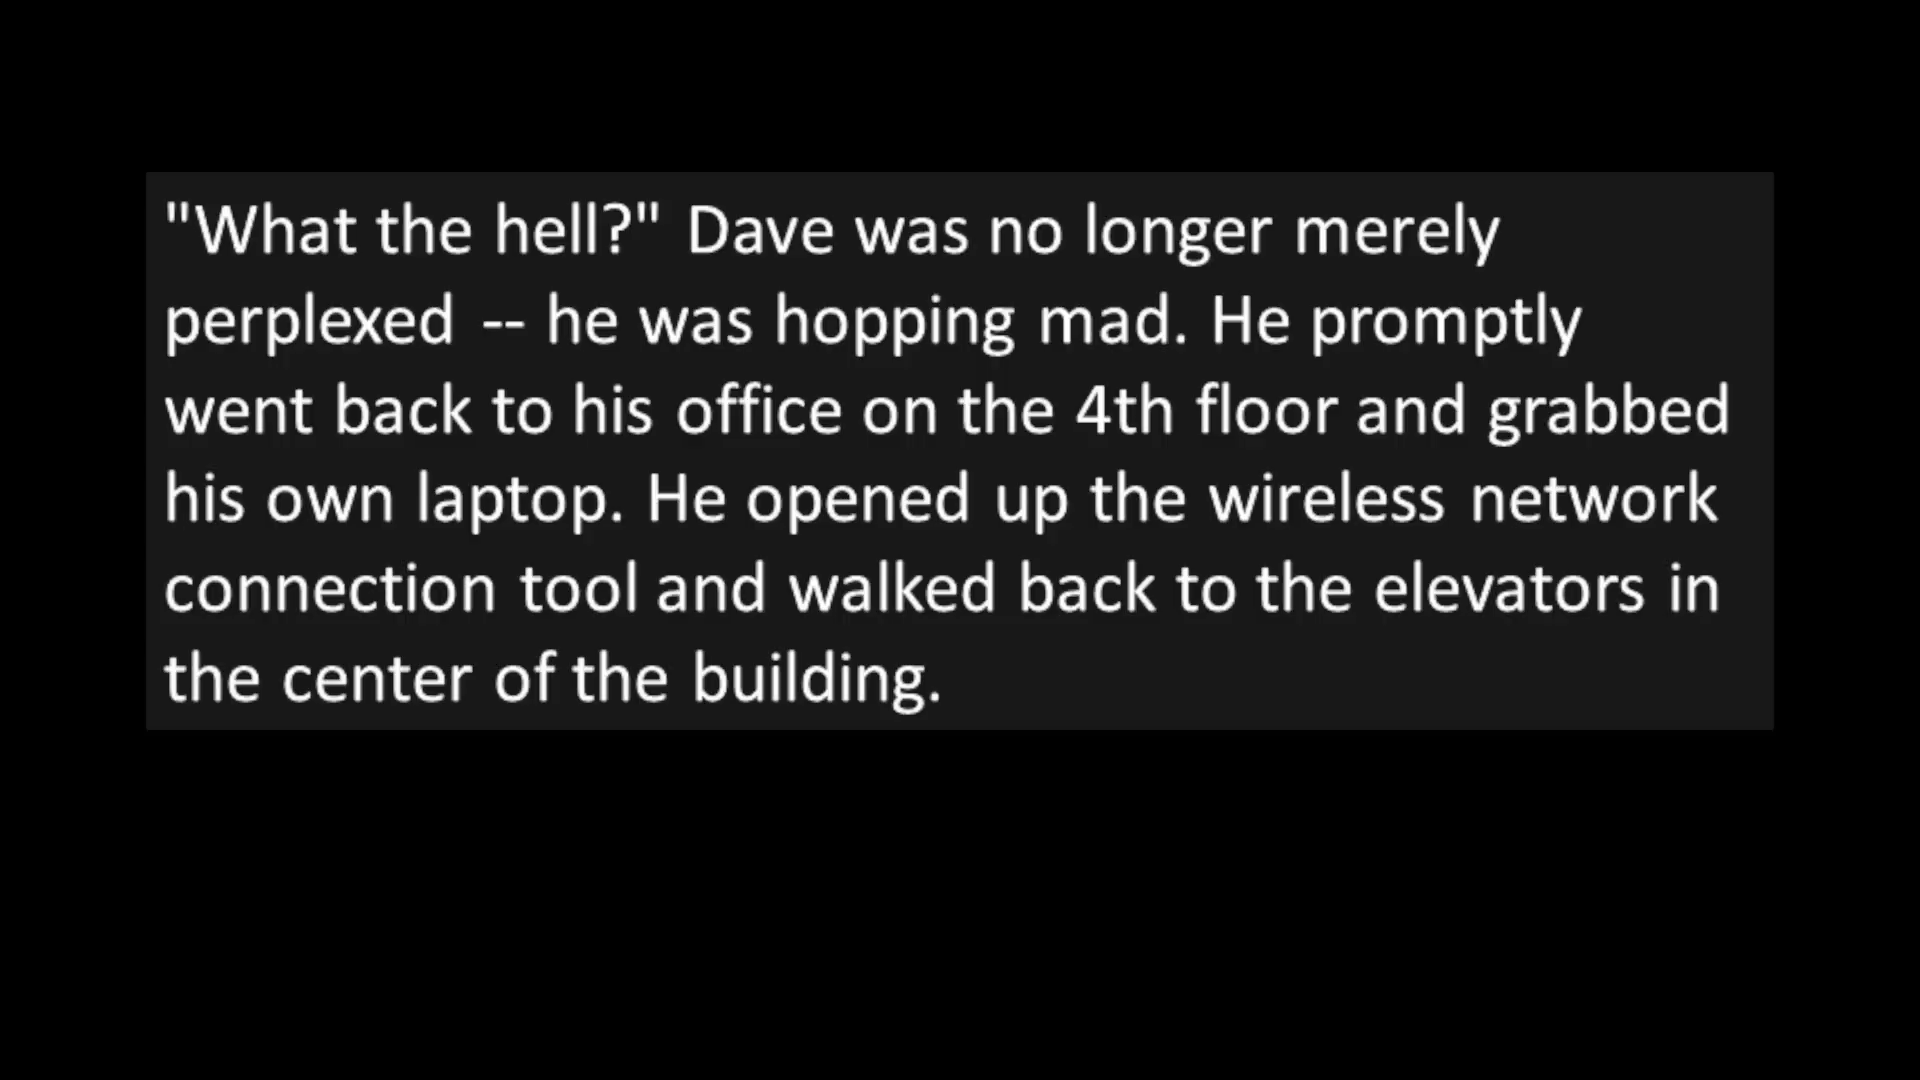 "What the hell?" Dave was no longer merely
perplexed -- he was hopping mad. He promptly
went back to his office on the 4th floor and grabbed
his own laptop. He opened up the wireless network
connection tool and walked back to the elevators in
the center of the building.